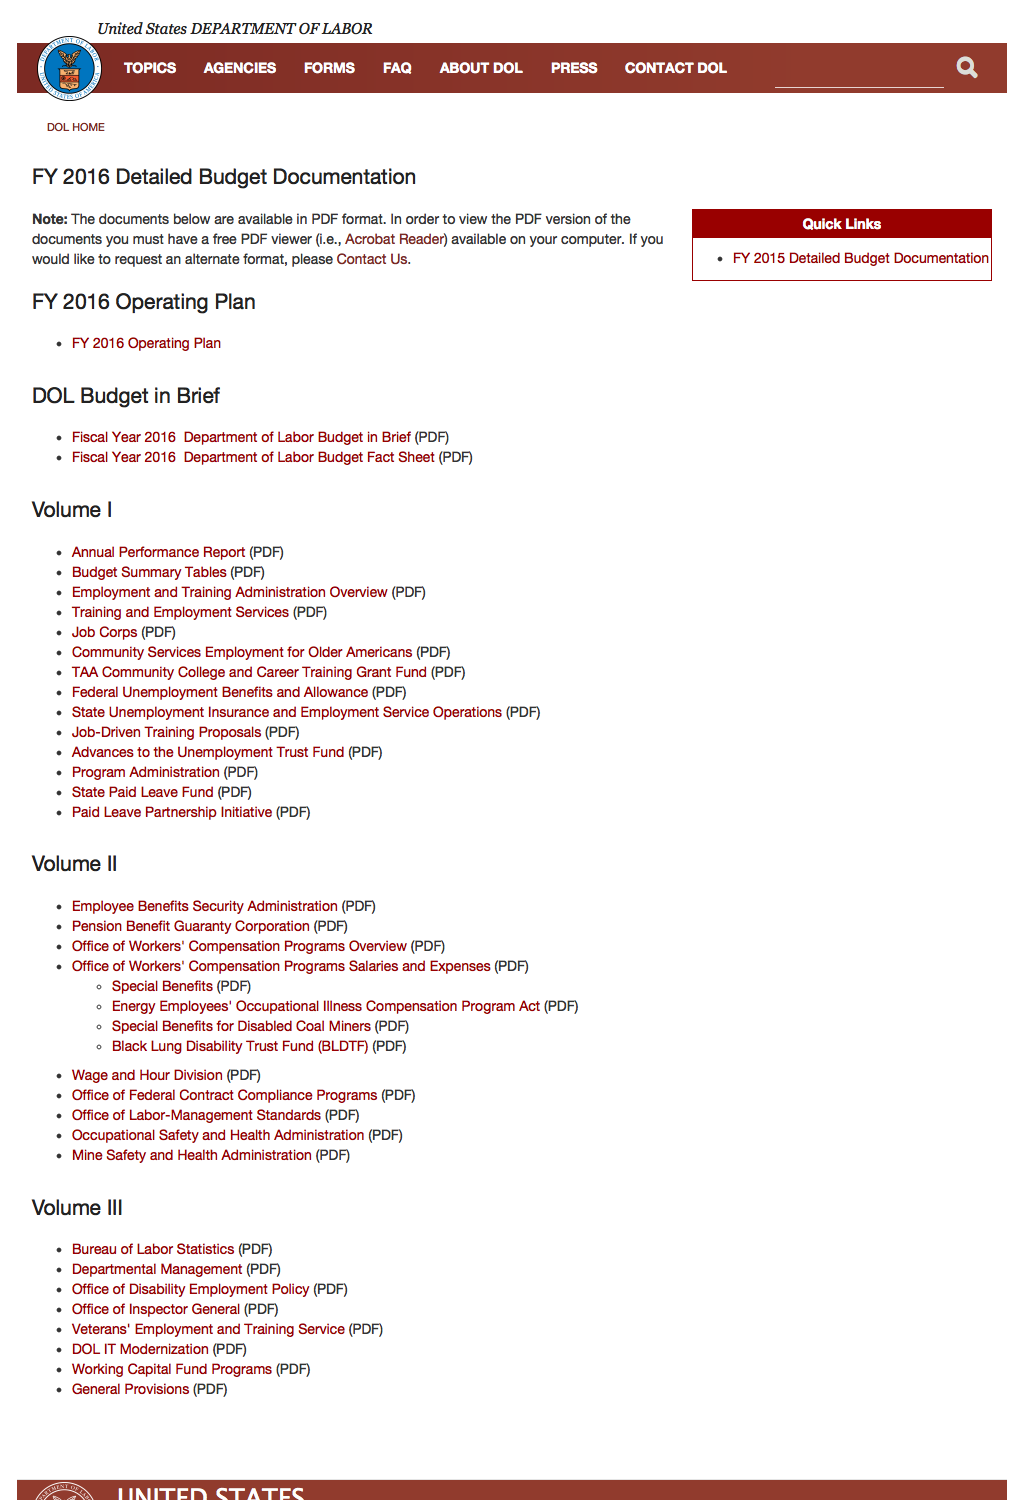 United States DEPARTMENT OF LABOR
TOPICS AGENCIES FORMS FAQ ABOUT DOL PRESS CONTACT DOL
DOL HOME
FY 2016 Detailed Budget Documentation
Note: The documents below are available in PDF format. In order to view the PDF version of the
documents you must have a free PDF viewer (i.e., Acrobat Reader) available on your computer. If you
would like to request an alternate format, please Contact Us.
Quick Links
FY 2015 Detailed Budget Documentation
FY 2016 Operating Plan
FY 2016 Operating Plan
DOL Budget in Brief
Fiscal Year 2016  Department of Labor Budget in Brief (PDF)
Fiscal Year 2016  Department of Labor Budget Fact Sheet (PDF)
Volume I
Annual Performance Report (PDF)
Budget Summary Tables (PDF)
Employment and Training Administration Overview (PDF)
Training and Employment Services (PDF)
Job Corps (PDF)
Community Services Employment for Older Americans (PDF)
TAA Community College and Career Training Grant Fund (PDF)
Federal Unemployment Benefits and Allowance (PDF)
State Unemployment Insurance and Employment Service Operations (PDF)
Job-Driven Training Proposals (PDF)
Advances to the Unemployment Trust Fund (PDF)
Program Administration (PDF)
State Paid Leave Fund (PDF)
Paid Leave Partnership Initiative (PDF)
Volume II
Employee Benefits Security Administration (PDF)
Pension Benefit Guaranty Corporation (PDF)
Office of Workers' Compensation Programs Overview (PDF)
Office of Workers' Compensation Programs Salaries and Expenses (PDF)
Special Benefits (PDF)
Energy Employees' Occupational Illness Compensation Program Act (PDF)
Special Benefits for Disabled Coal Miners (PDF)
Black Lung Disability Trust Fund (BLDTF) (PDF)
Wage and Hour Division (PDF)
Office of Federal Contract Compliance Programs (PDF)
Office of Labor-Management Standards (PDF)
Occupational Safety and Health Administration (PDF)
Mine Safety and Health Administration (PDF)
Volume III
Bureau of Labor Statistics (PDF)
Departmental Management (PDF)
Office of Disability Employment Policy (PDF)
Office of Inspector General (PDF)
Veterans' Employment and Training Service (PDF)
DOL IT Modernization (PDF)
Working Capital Fund Programs (PDF)
General Provisions (PDF)
UNITED STATES